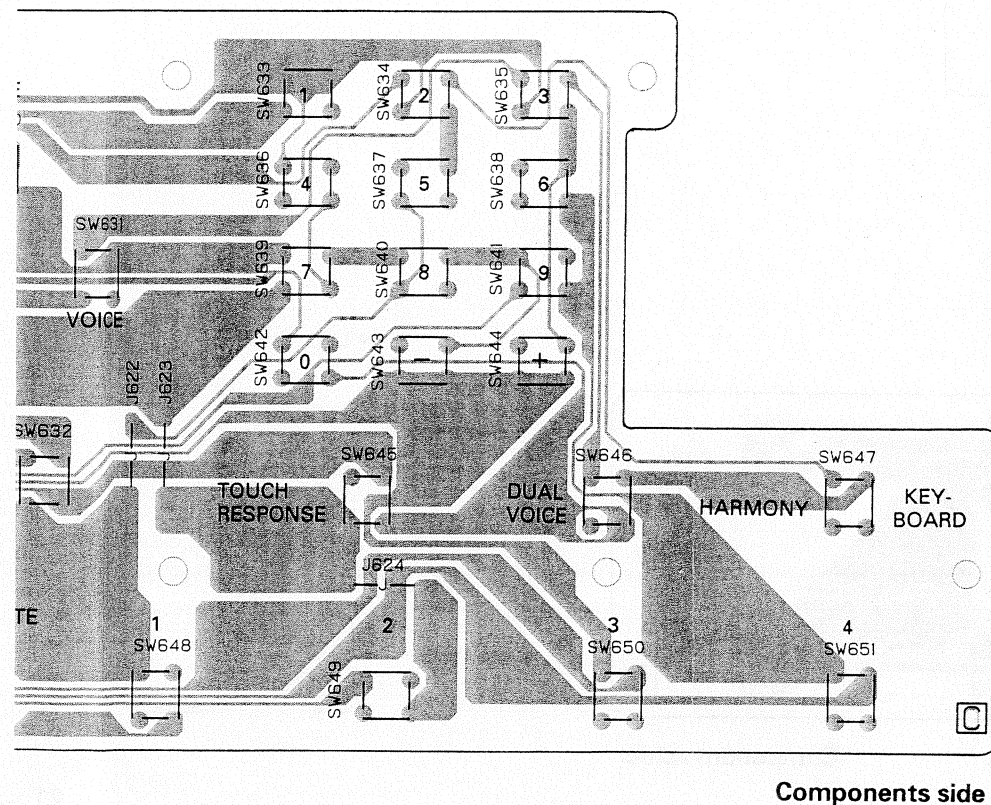 SW633
1
SW634
2
SW635
3
SW636
4
SW637
5
SW638
6
SW631
VOICE
SW639
7
SW640
8
SW641
9
SW642
0
SW643
-
SW644
+
J622
J623
SW632
SW645
TOUCH
RESPONSE
SW646
DUAL
VOICE
HARMONY
SW647
KEY-
BOARD
J624
TE
1
SW648
2
SW649
3
SW650
4
SW651
C
Components side